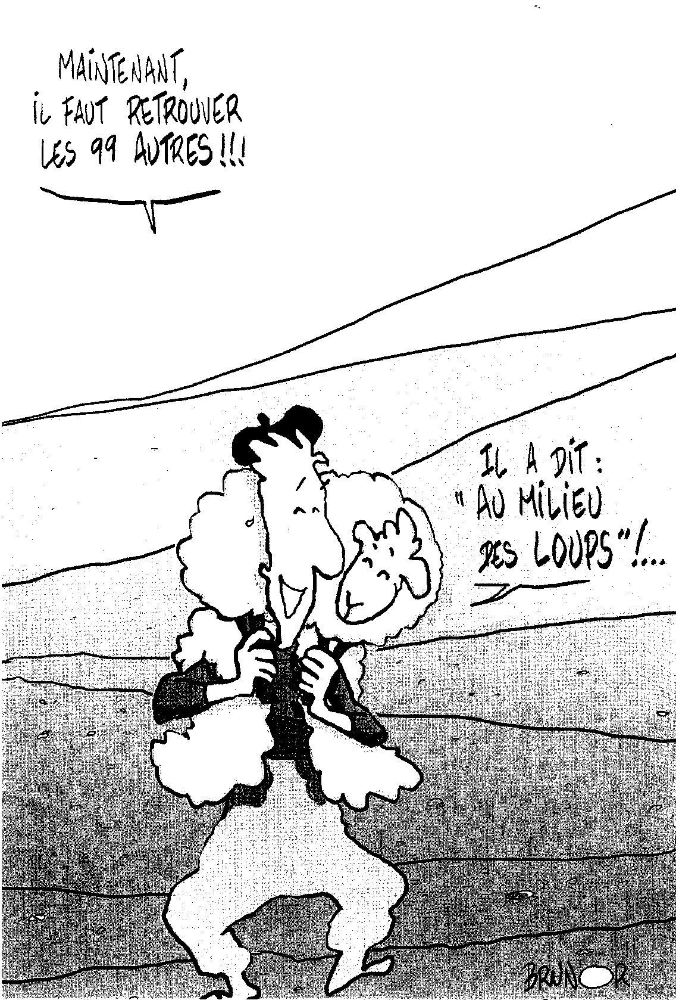 MAiNTENANT,
iL FAUT RETROUVER
LES 99 AUTRES!!!
IL A DiT :
"AU MiLiEU
DES LOUPS"!...
BRUNOR